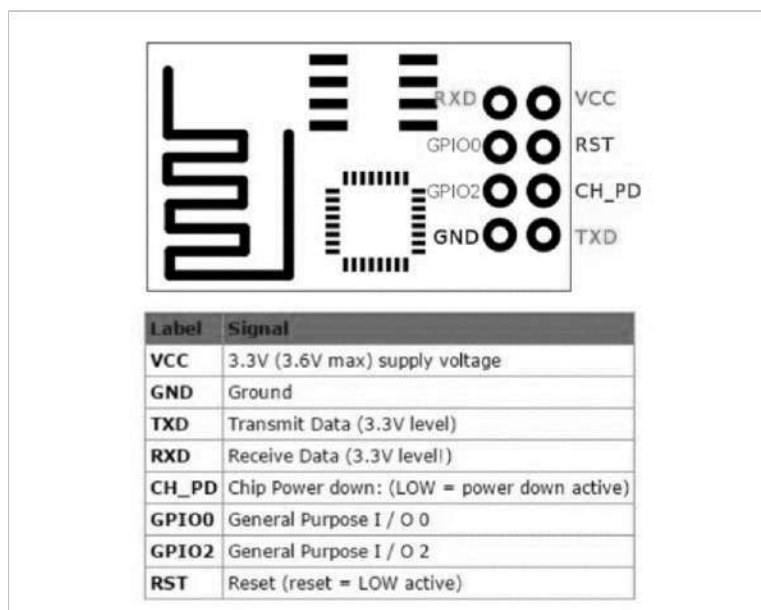 RXD VCC
GPIO0 RST
GPIO2 CH_PD
GND TXD
Label Signal
VCC 3.3V (3.6V max) supply voltage
GND Ground
TXD Transmit Data (3.3V level)
RXD Receive Data (3.3V level!)
CH_PD Chip Power down: (LOW = power down active)
GPIO0 General Purpose I / O 0
GPIO2 General Purpose I / O 2
RST Reset (reset = LOW active)